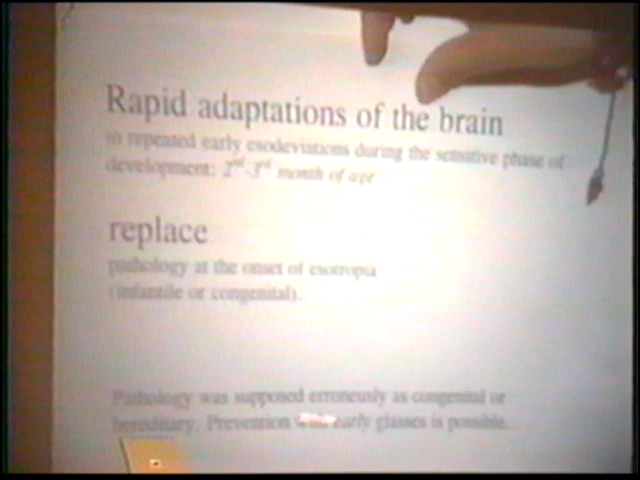 Rapid adaptations of the brain
to repeated early esodeviations during the sensitive phase of
development: 2nd-3rd month of age
replace
pathology at the onset of esotropia
(infantile or congenital).
Pathology was supposed erroneously as congenital or
hereditary. Prevention with early glasses is possible.